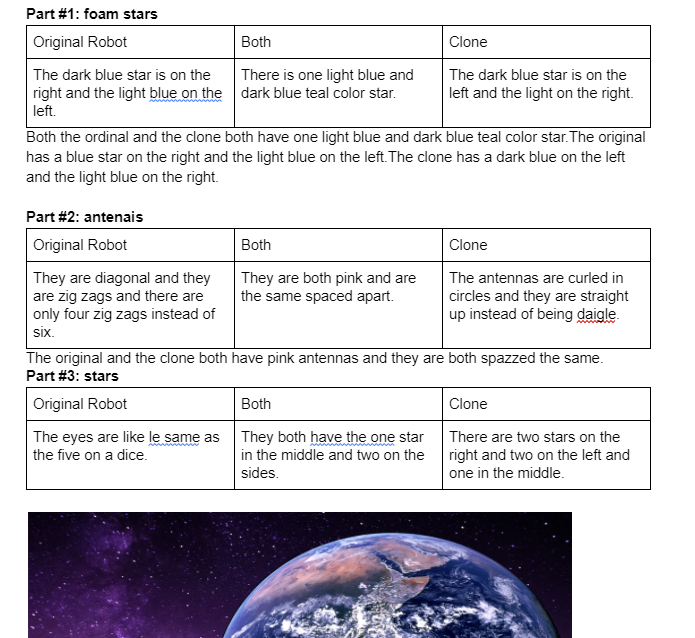 Part #1: foam stars
Original Robot
Both
Clone
The dark blue star is on the
right and the light blue on the
left.
There is one light blue and
dark blue teal color star.
The dark blue star is on the
left and the light on the right.
Both the ordinal and the clone both have one light blue and dark blue teal color star.The original
has a blue star on the right and the light blue on the left.The clone has a dark blue on the left
and the light blue on the right.
Part #2: antenais
Original Robot
Both
Clone
They are diagonal and they
are zig zags and there are
only four zig zags instead of
six.
They are both pink and are
the same spaced apart.
The antennas are curled in
circles and they are straight
up instead of being daigle.
The original and the clone both have pink antennas and they are both spazzed the same.
Part #3: stars
Original Robot
Both
Clone
The eyes are like le same as
the five on a dice.
They both have the one star
in the middle and two on the
sides.
There are two stars on the
right and two on the left and
one in the middle.